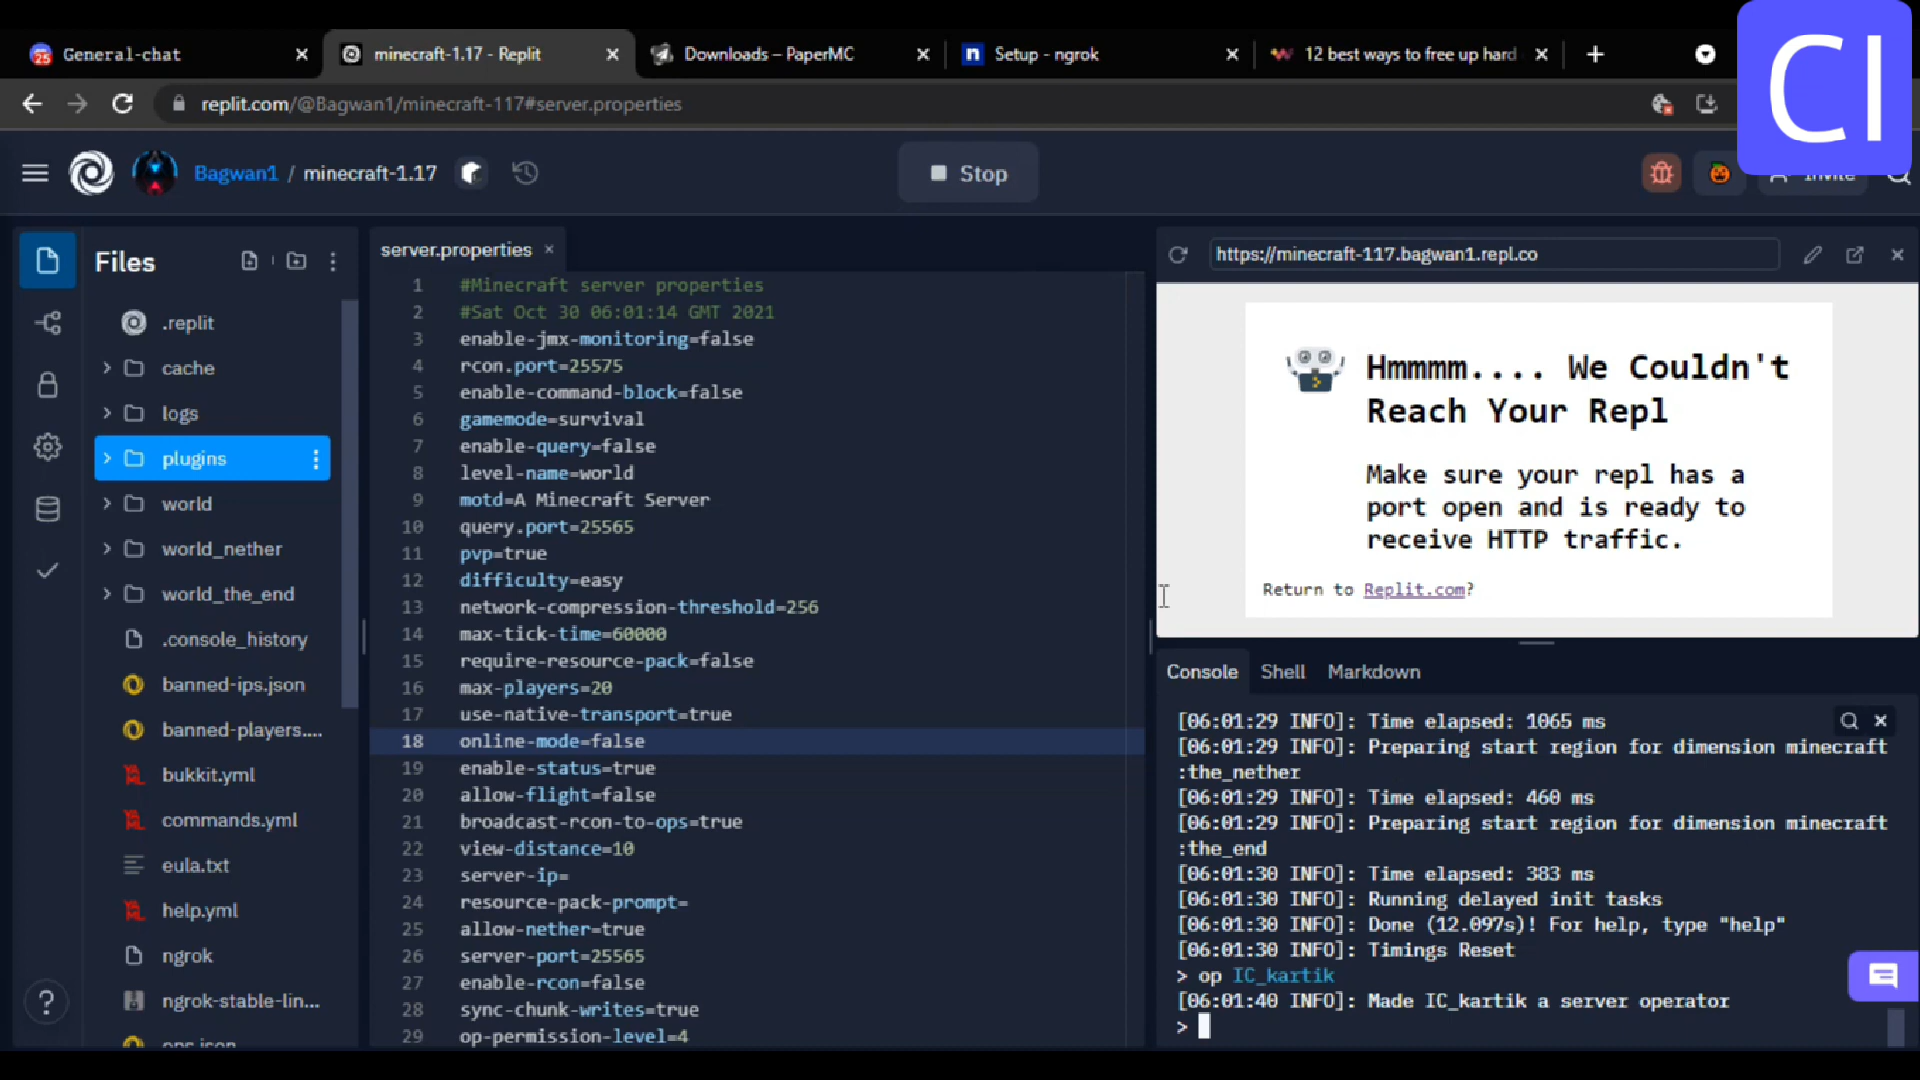 25 General-chat
minecraft-1.17 - Replit
Downloads – PaperMC
n Setup - ngrok
12 best ways to free up hard
CI
replit.com/@Bagwan1/minecraft-117#server.properties
Bagwan1 / minecraft-1.17
Stop
Invite
Files
.replit
cache
logs
plugins
world
world_nether
world_the_end
.console_history
banned-ips.json
banned-players....
bukkit.yml
commands.yml
eula.txt
help.yml
ngrok
ngrok-stable-lin...
ops.json
?
server.properties
1 #Minecraft server properties
2 #Sat Oct 30 06:01:14 GMT 2021
3 enable-jmx-monitoring=false
4 rcon.port=25575
5 enable-command-block=false
6 gamemode=survival
7 enable-query=false
8 level-name=world
9 motd=A Minecraft Server
10 query.port=25565
11 pvp=true
12 difficulty=easy
13 network-compression-threshold=256
14 max-tick-time=60000
15 require-resource-pack=false
16 max-players=20
17 use-native-transport=true
18 online-mode=false
19 enable-status=true
20 allow-flight=false
21 broadcast-rcon-to-ops=true
22 view-distance=10
23 server-ip=
24 resource-pack-prompt=
25 allow-nether=true
26 server-port=25565
27 enable-rcon=false
28 sync-chunk-writes=true
29 op-permission-level=4
https://minecraft-117.bagwan1.repl.co
Hmmmm.... We Couldn't
Reach Your Repl
Make sure your repl has a
port open and is ready to
receive HTTP traffic.
Return to Replit.com?
Console Shell Markdown
[06:01:29 INFO]: Time elapsed: 1065 ms
[06:01:29 INFO]: Preparing start region for dimension minecraft
:the_nether
[06:01:29 INFO]: Time elapsed: 460 ms
[06:01:29 INFO]: Preparing start region for dimension minecraft
:the_end
[06:01:30 INFO]: Time elapsed: 383 ms
[06:01:30 INFO]: Running delayed init tasks
[06:01:30 INFO]: Done (12.097s)! For help, type "help"
[06:01:30 INFO]: Timings Reset
> op IC_kartik
[06:01:40 INFO]: Made IC_kartik a server operator
>